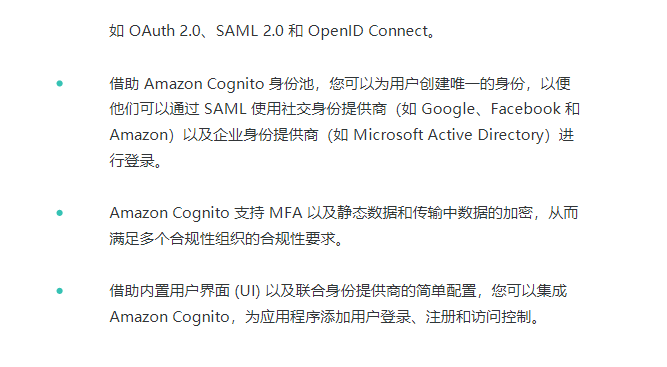 如 OAuth 2.0、SAML 2.0 和 OpenID Connect。
借助 Amazon Cognito 身份池，您可以为用户创建唯一的身份，以便
他们可以通过 SAML 使用社交身份提供商（如 Google、Facebook 和
Amazon）以及企业身份提供商（如 Microsoft Active Directory）进
行登录。
Amazon Cognito 支持 MFA 以及静态数据和传输中数据的加密，从而
满足多个合规性组织的合规性要求。
借助内置用户界面 (UI) 以及联合身份提供商的简单配置，您可以集成
Amazon Cognito，为应用程序添加用户登录、注册和访问控制。